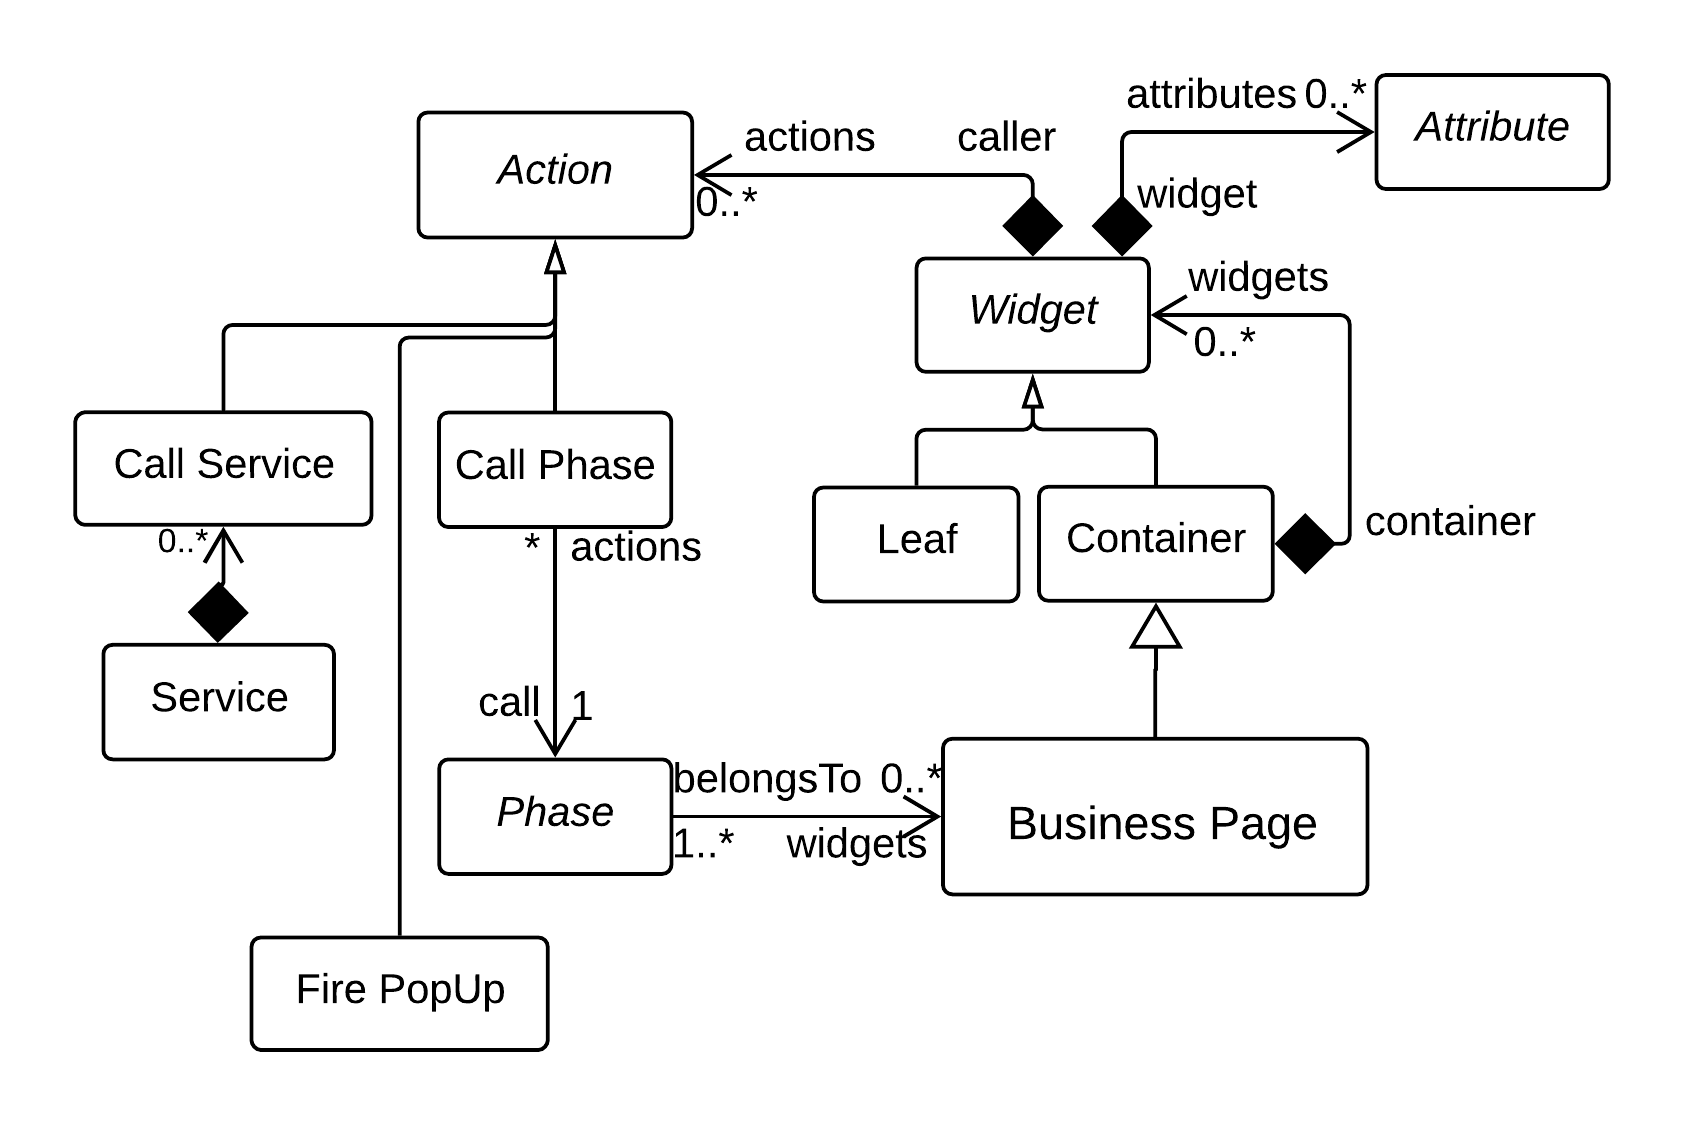 attributes 0..*
Attribute
actions
caller
Action
0..*
widget
widgets
Widget
0..*
Call Service
Call Phase
Leaf
Container
container
0..*
* actions
Service
call 1
belongsTo 0..*
Phase
1..* widgets
Business Page
Fire PopUp